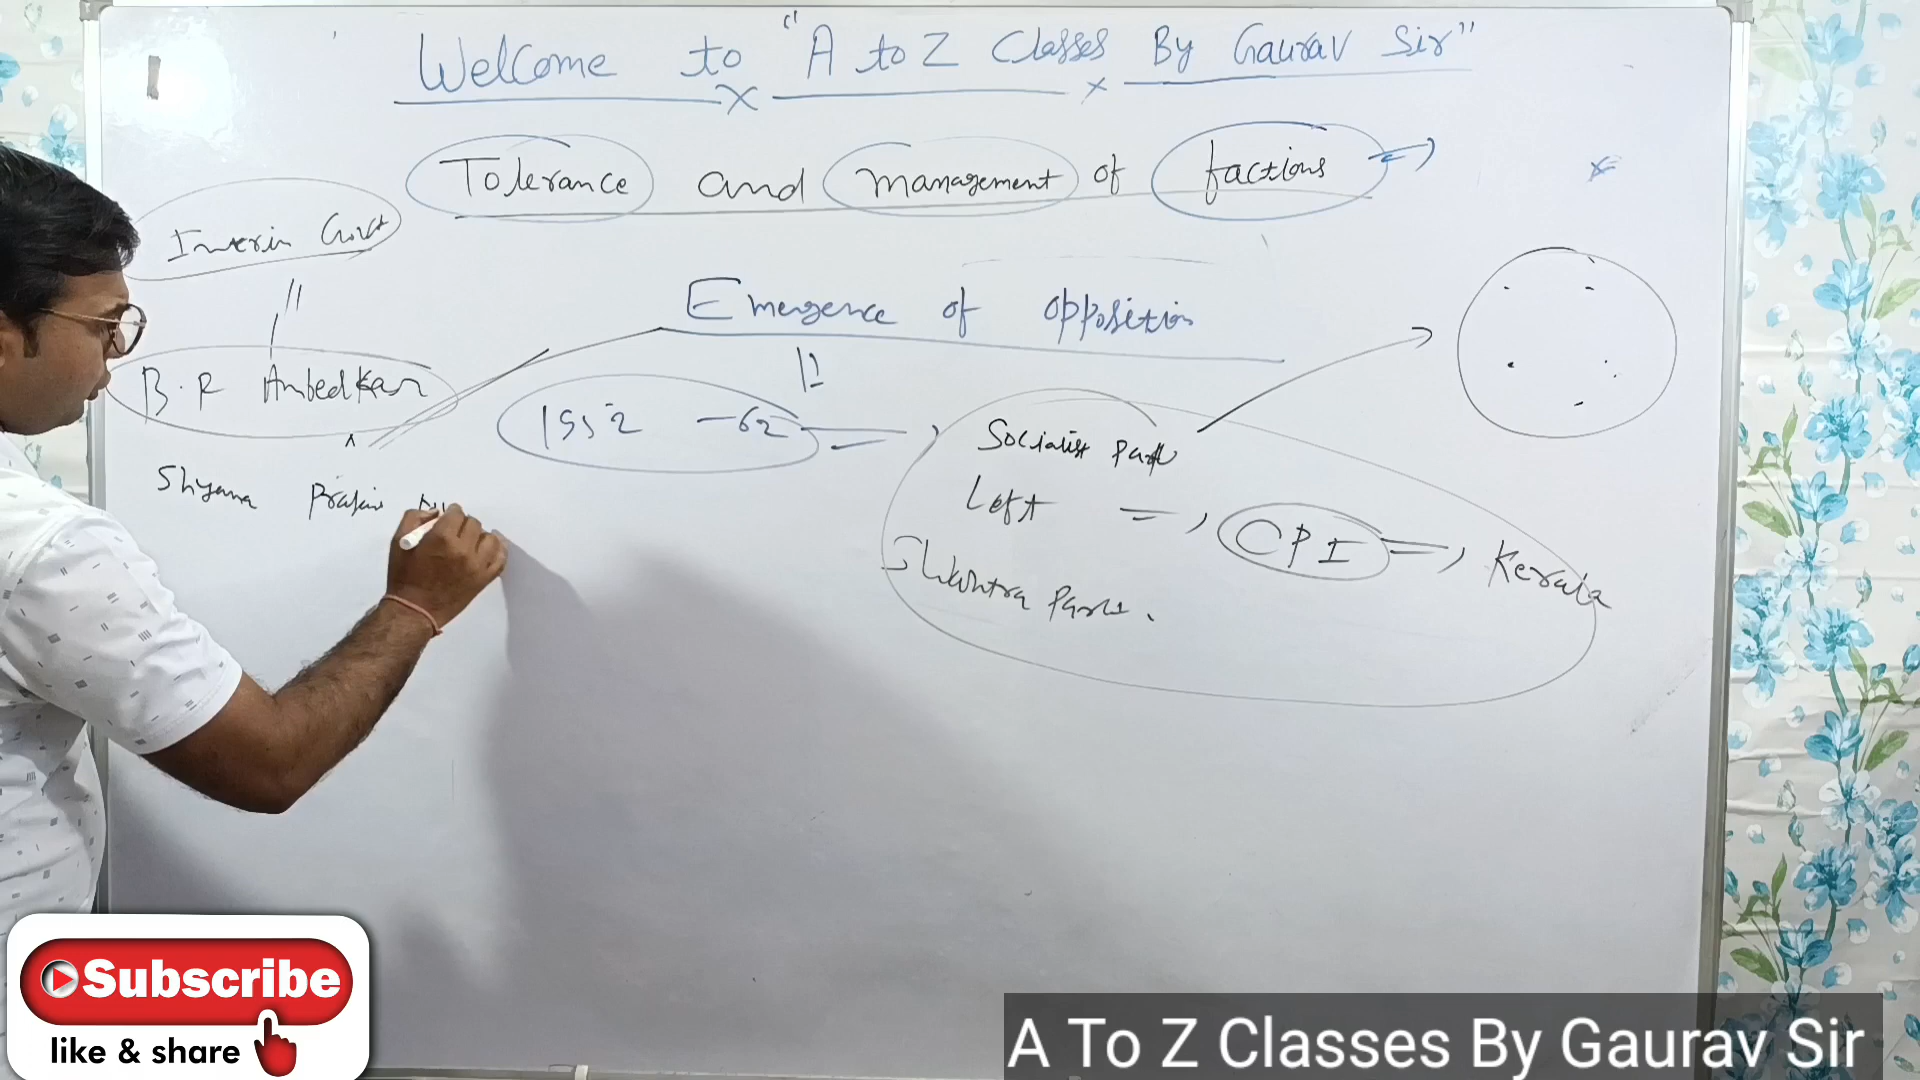 Welcome to "A to Z Classes By Gaurav Sir"
Tolerance and management of factions
Interim Govt
Emergence of opposition
B.R Ambedkar
1952 - 62
Socialist Party
Shyama Prasad
Left => CPI => Kerala
Party.
Subscribe
like & share
A To Z Classes By Gaurav Sir